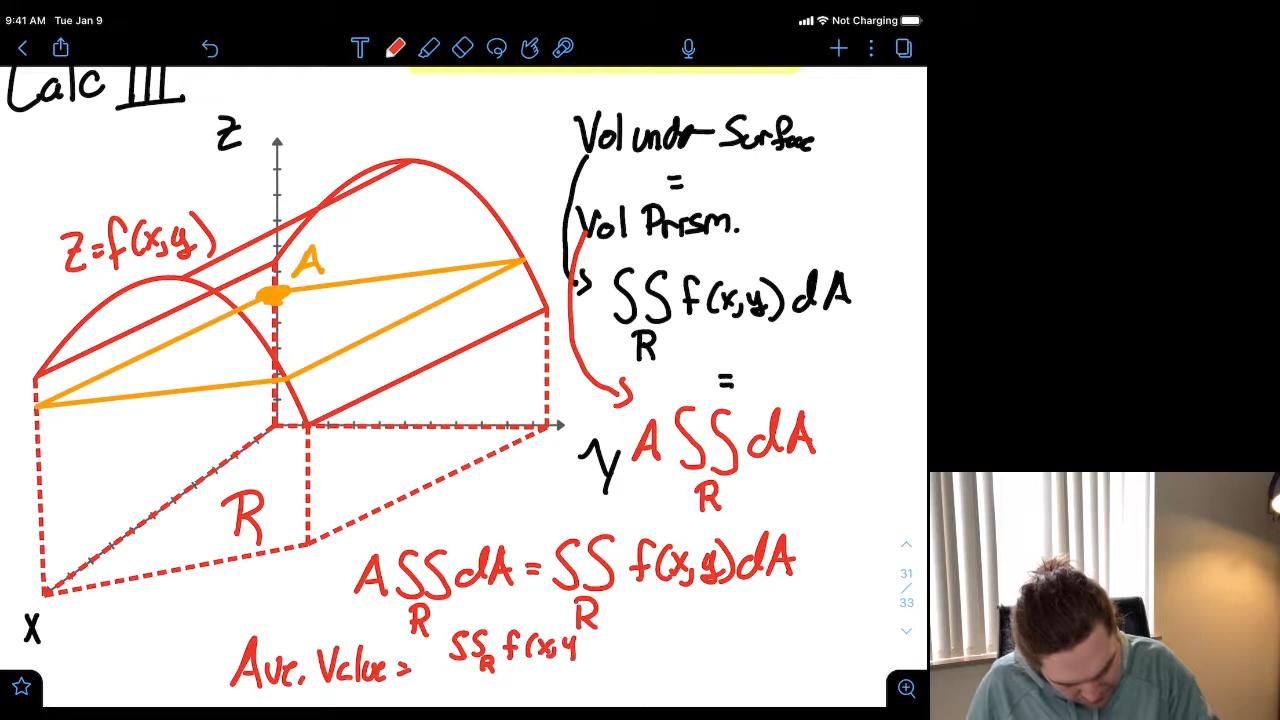 9:41 AM Tue Jan 9
Not Charging
Calc III
Z
Vol under Surface
=
Vol Prism.
Z=f(x,y)
A
∫∫ f(x,y) dA
R
=
y
A ∫∫ dA
R
R
A ∫∫ dA = ∫∫ f(x,y) dA
R R
X
Ave. Value = ∫∫R f(x,y
31
/
33